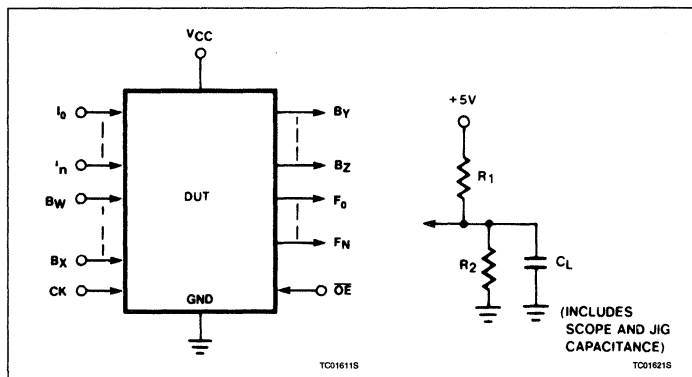 VCC
I0
In
BW
BX
CK
DUT
GND
BY
BZ
F0
FN
OE
TC01611S
+5V
R1
R2
CL
(INCLUDES
SCOPE AND JIG
CAPACITANCE)
TC01621S